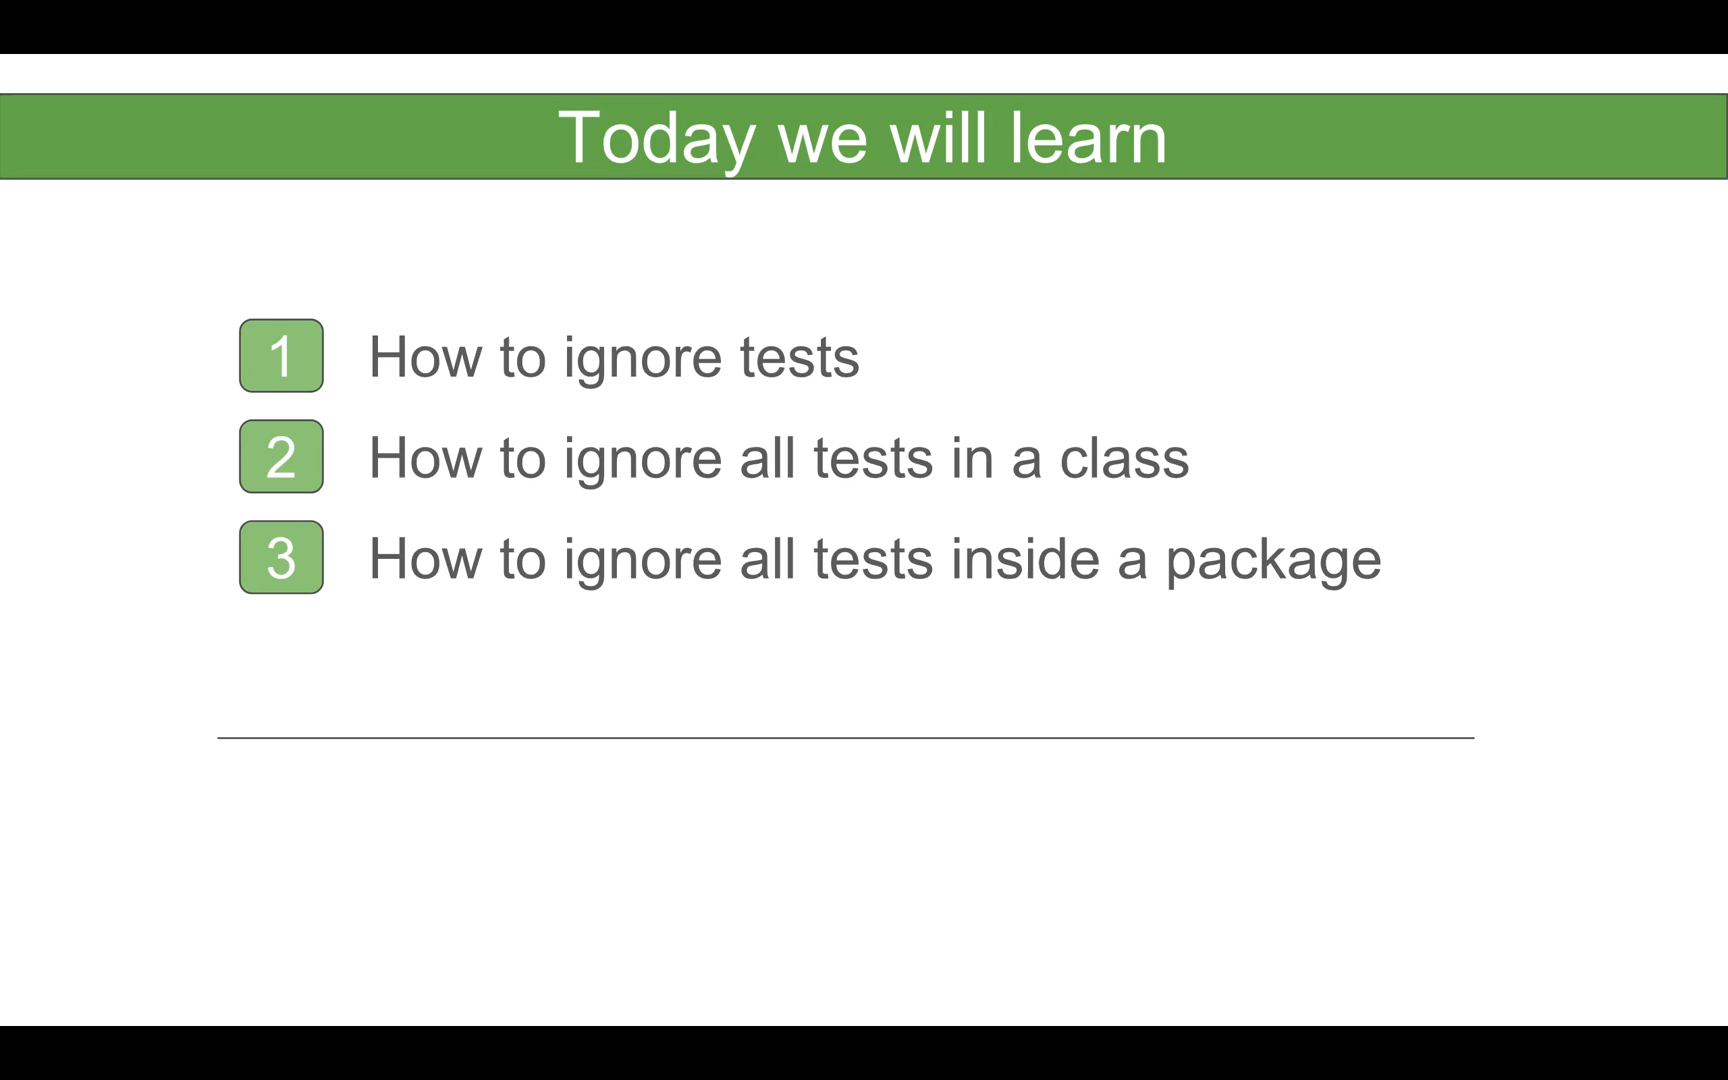 Today we will learn
1 How to ignore tests
2 How to ignore all tests in a class
3 How to ignore all tests inside a package